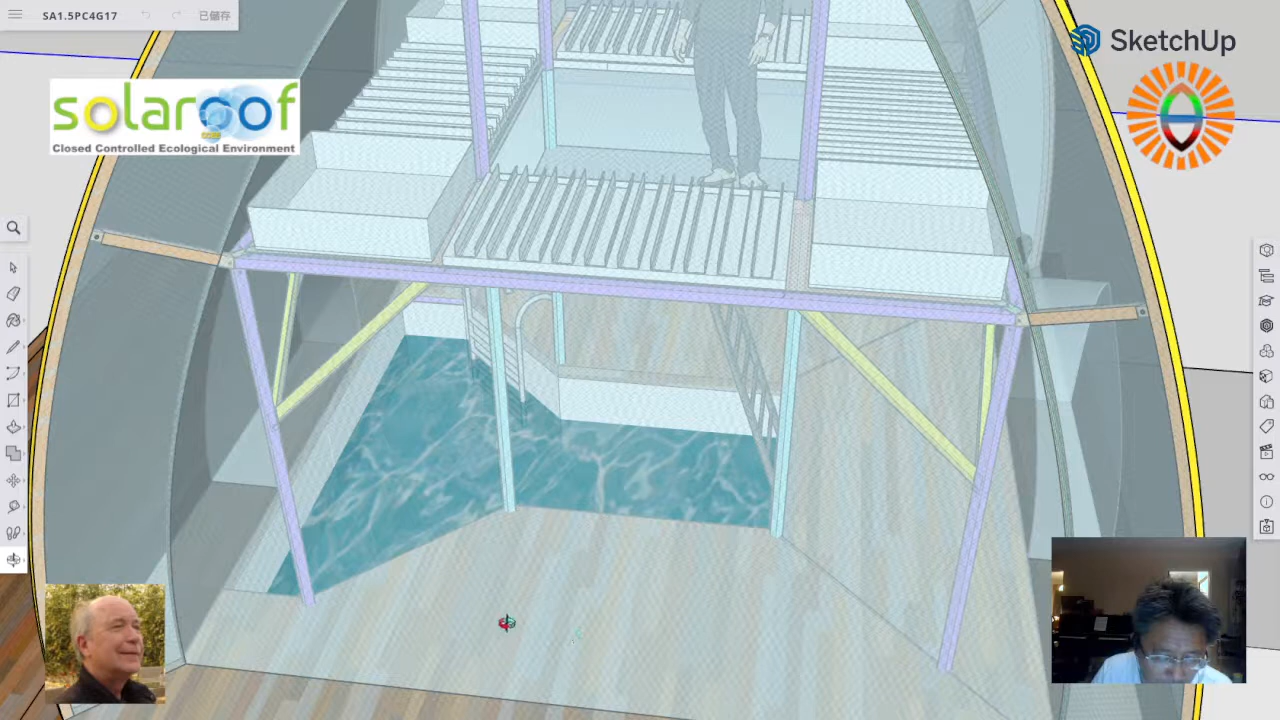 SA1.5PC4G17
已儲存
SketchUp
solaroof
Closed Controlled Ecological Environment